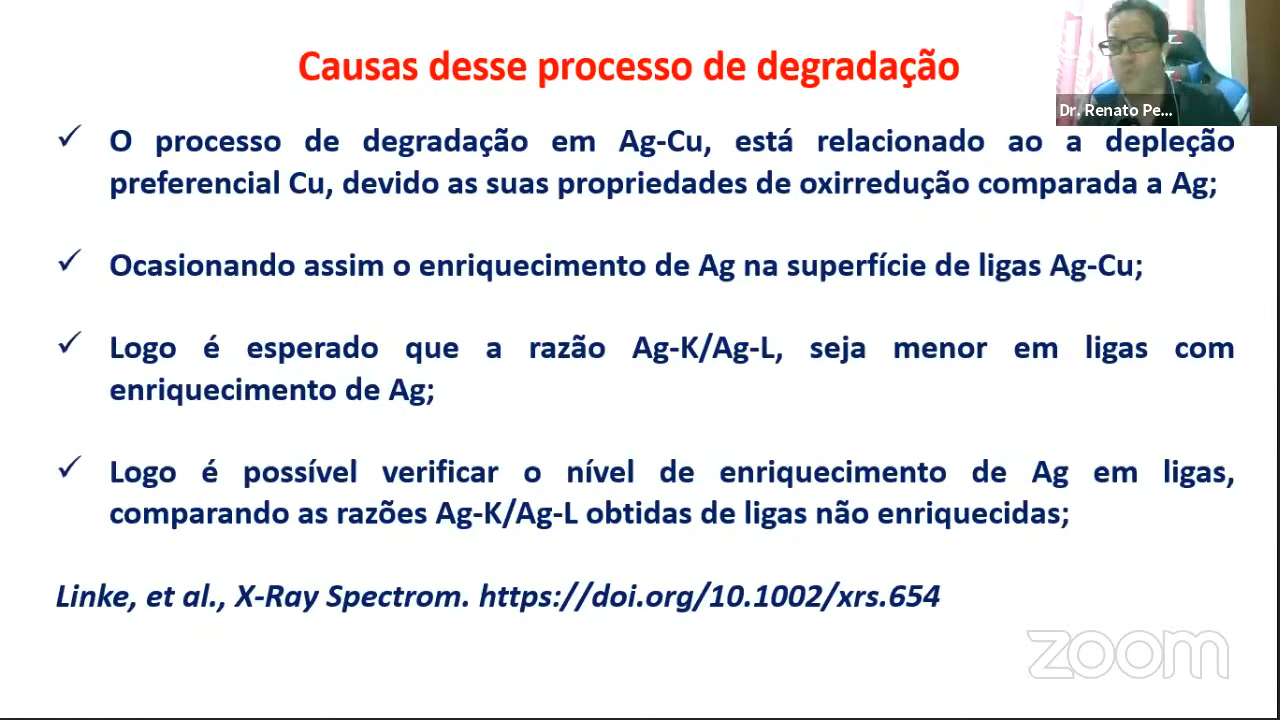 Causas desse processo de degradação
Dr. Renato Pe...
✓ O processo de degradação em Ag-Cu, está relacionado ao a depleção
preferencial Cu, devido as suas propriedades de oxirredução comparada a Ag;
✓ Ocasionando assim o enriquecimento de Ag na superfície de ligas Ag-Cu;
✓ Logo é esperado que a razão Ag-K/Ag-L, seja menor em ligas com
enriquecimento de Ag;
✓ Logo é possível verificar o nível de enriquecimento de Ag em ligas,
comparando as razões Ag-K/Ag-L obtidas de ligas não enriquecidas;
Linke, et al., X-Ray Spectrom. https://doi.org/10.1002/xrs.654
zoom